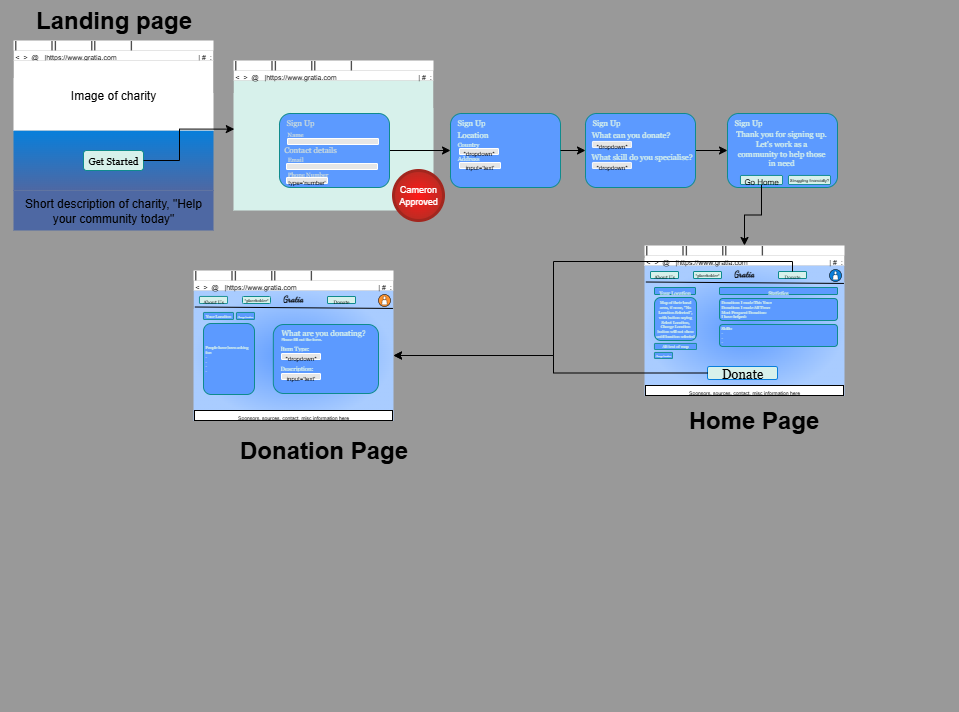 Landing page
< > @ |https://www.gratia.com | # :
Image of charity
Get Started
Short description of charity, "Help
your community today"
< > @ |https://www.gratia.com | # :
Sign Up
Name
Contact details
Email
Phone Number
type='number'
Cameron
Approved
Sign Up
Location
Country
*dropdown*
Address
input='text'
Sign Up
What can you donate?
*dropdown*
What skill do you specialise?
*dropdown*
Sign Up
Thank you for signing up.
Let's work as a
community to help those
in need
Go Home
Struggling financially?
< > @ |https://www.gratia.com | # :
About Us
Gratia
Donate
Your Location
Statistics
Donate
Sponsors, sources, contact, misc information here
Home Page
< > @ |https://www.gratia.com | # :
About Us
Gratia
Donate
Your Location
What are you donating?
Item Type:
*dropdown*
Description:
input='text'
Sponsors, sources, contact, misc information here
Donation Page